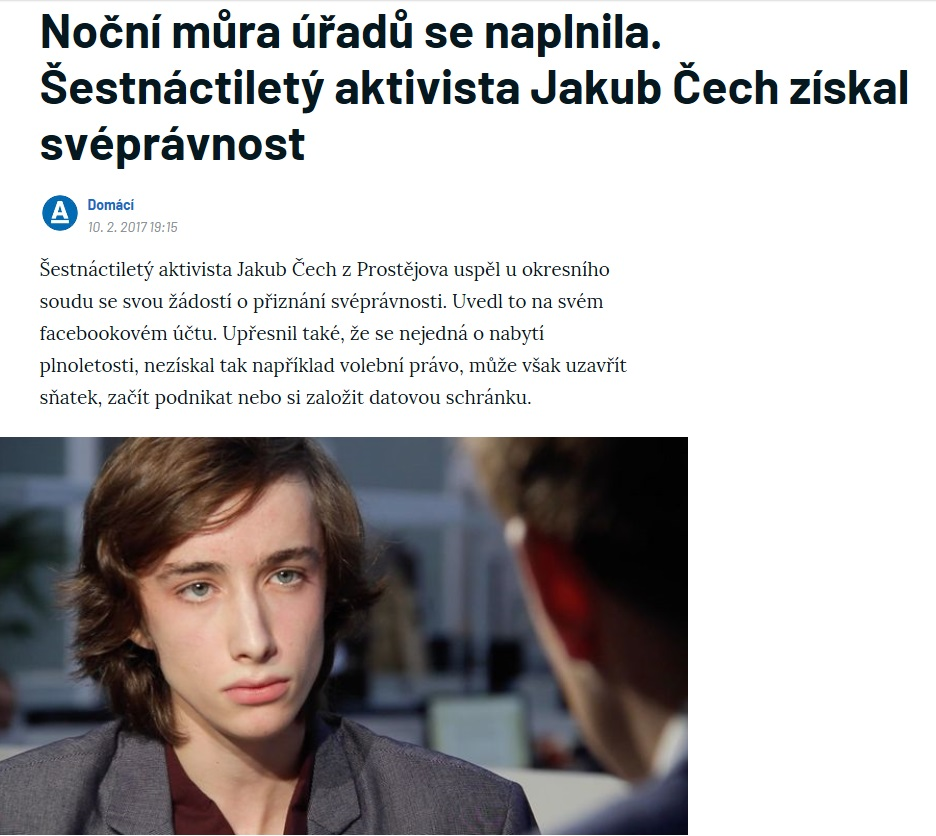 Noční můra úřadů se naplnila.
Šestnáctiletý aktivista Jakub Čech získal
svéprávnost
A
Domácí
10. 2. 2017 19:15
Šestnáctiletý aktivista Jakub Čech z Prostějova uspěl u okresního
soudu se svou žádostí o přiznání svéprávnosti. Uvedl to na svém
facebookovém účtu. Upřesnil také, že se nejedná o nabytí
plnoletosti, nezískal tak například volební právo, může však uzavřít
sňatek, začít podnikat nebo si založit datovou schránku.